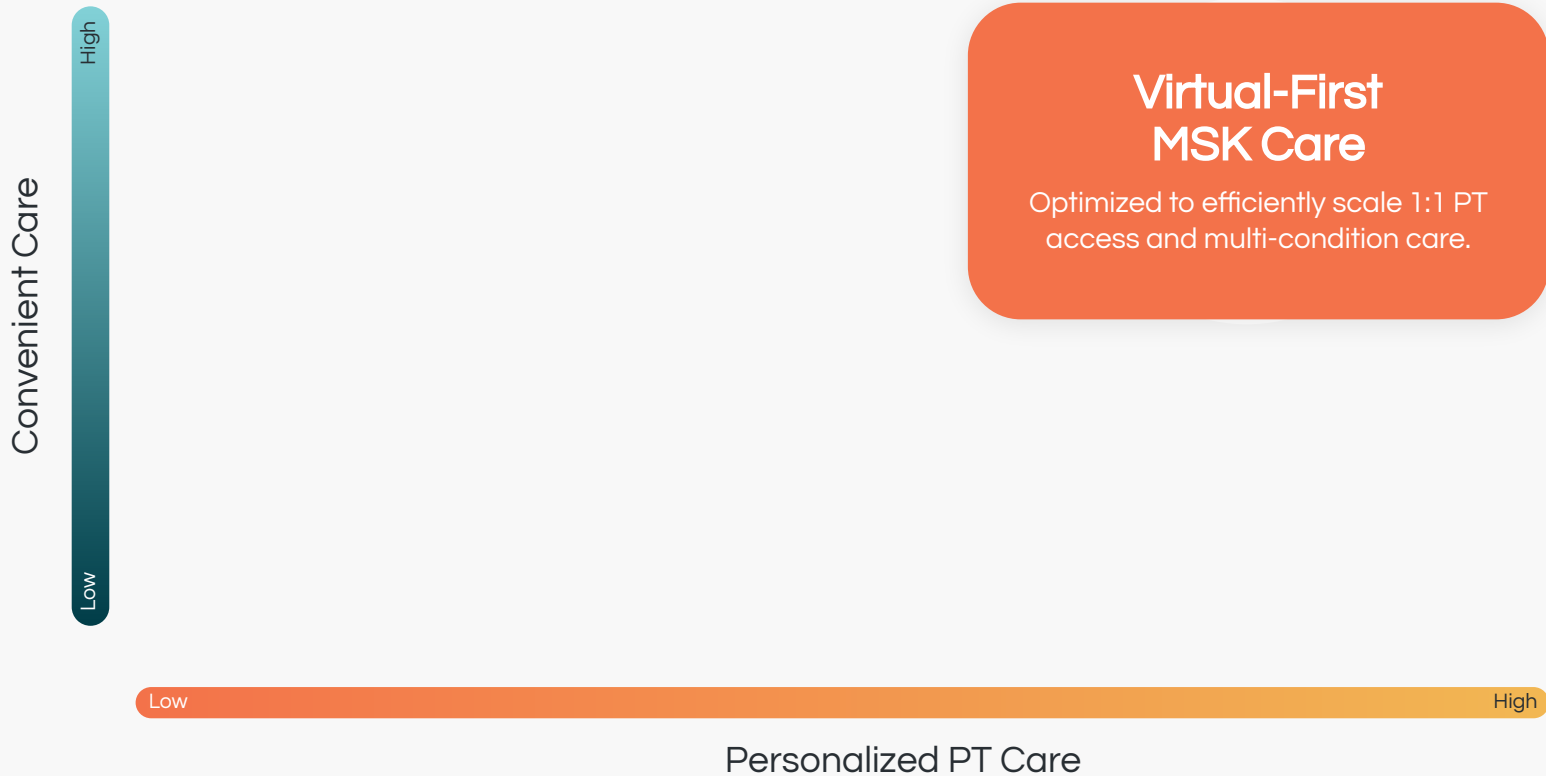 High
Convenient Care
Low
Virtual-First
MSK Care
Optimized to efficiently scale 1:1 PT
access and multi-condition care.
Low
High
Personalized PT Care